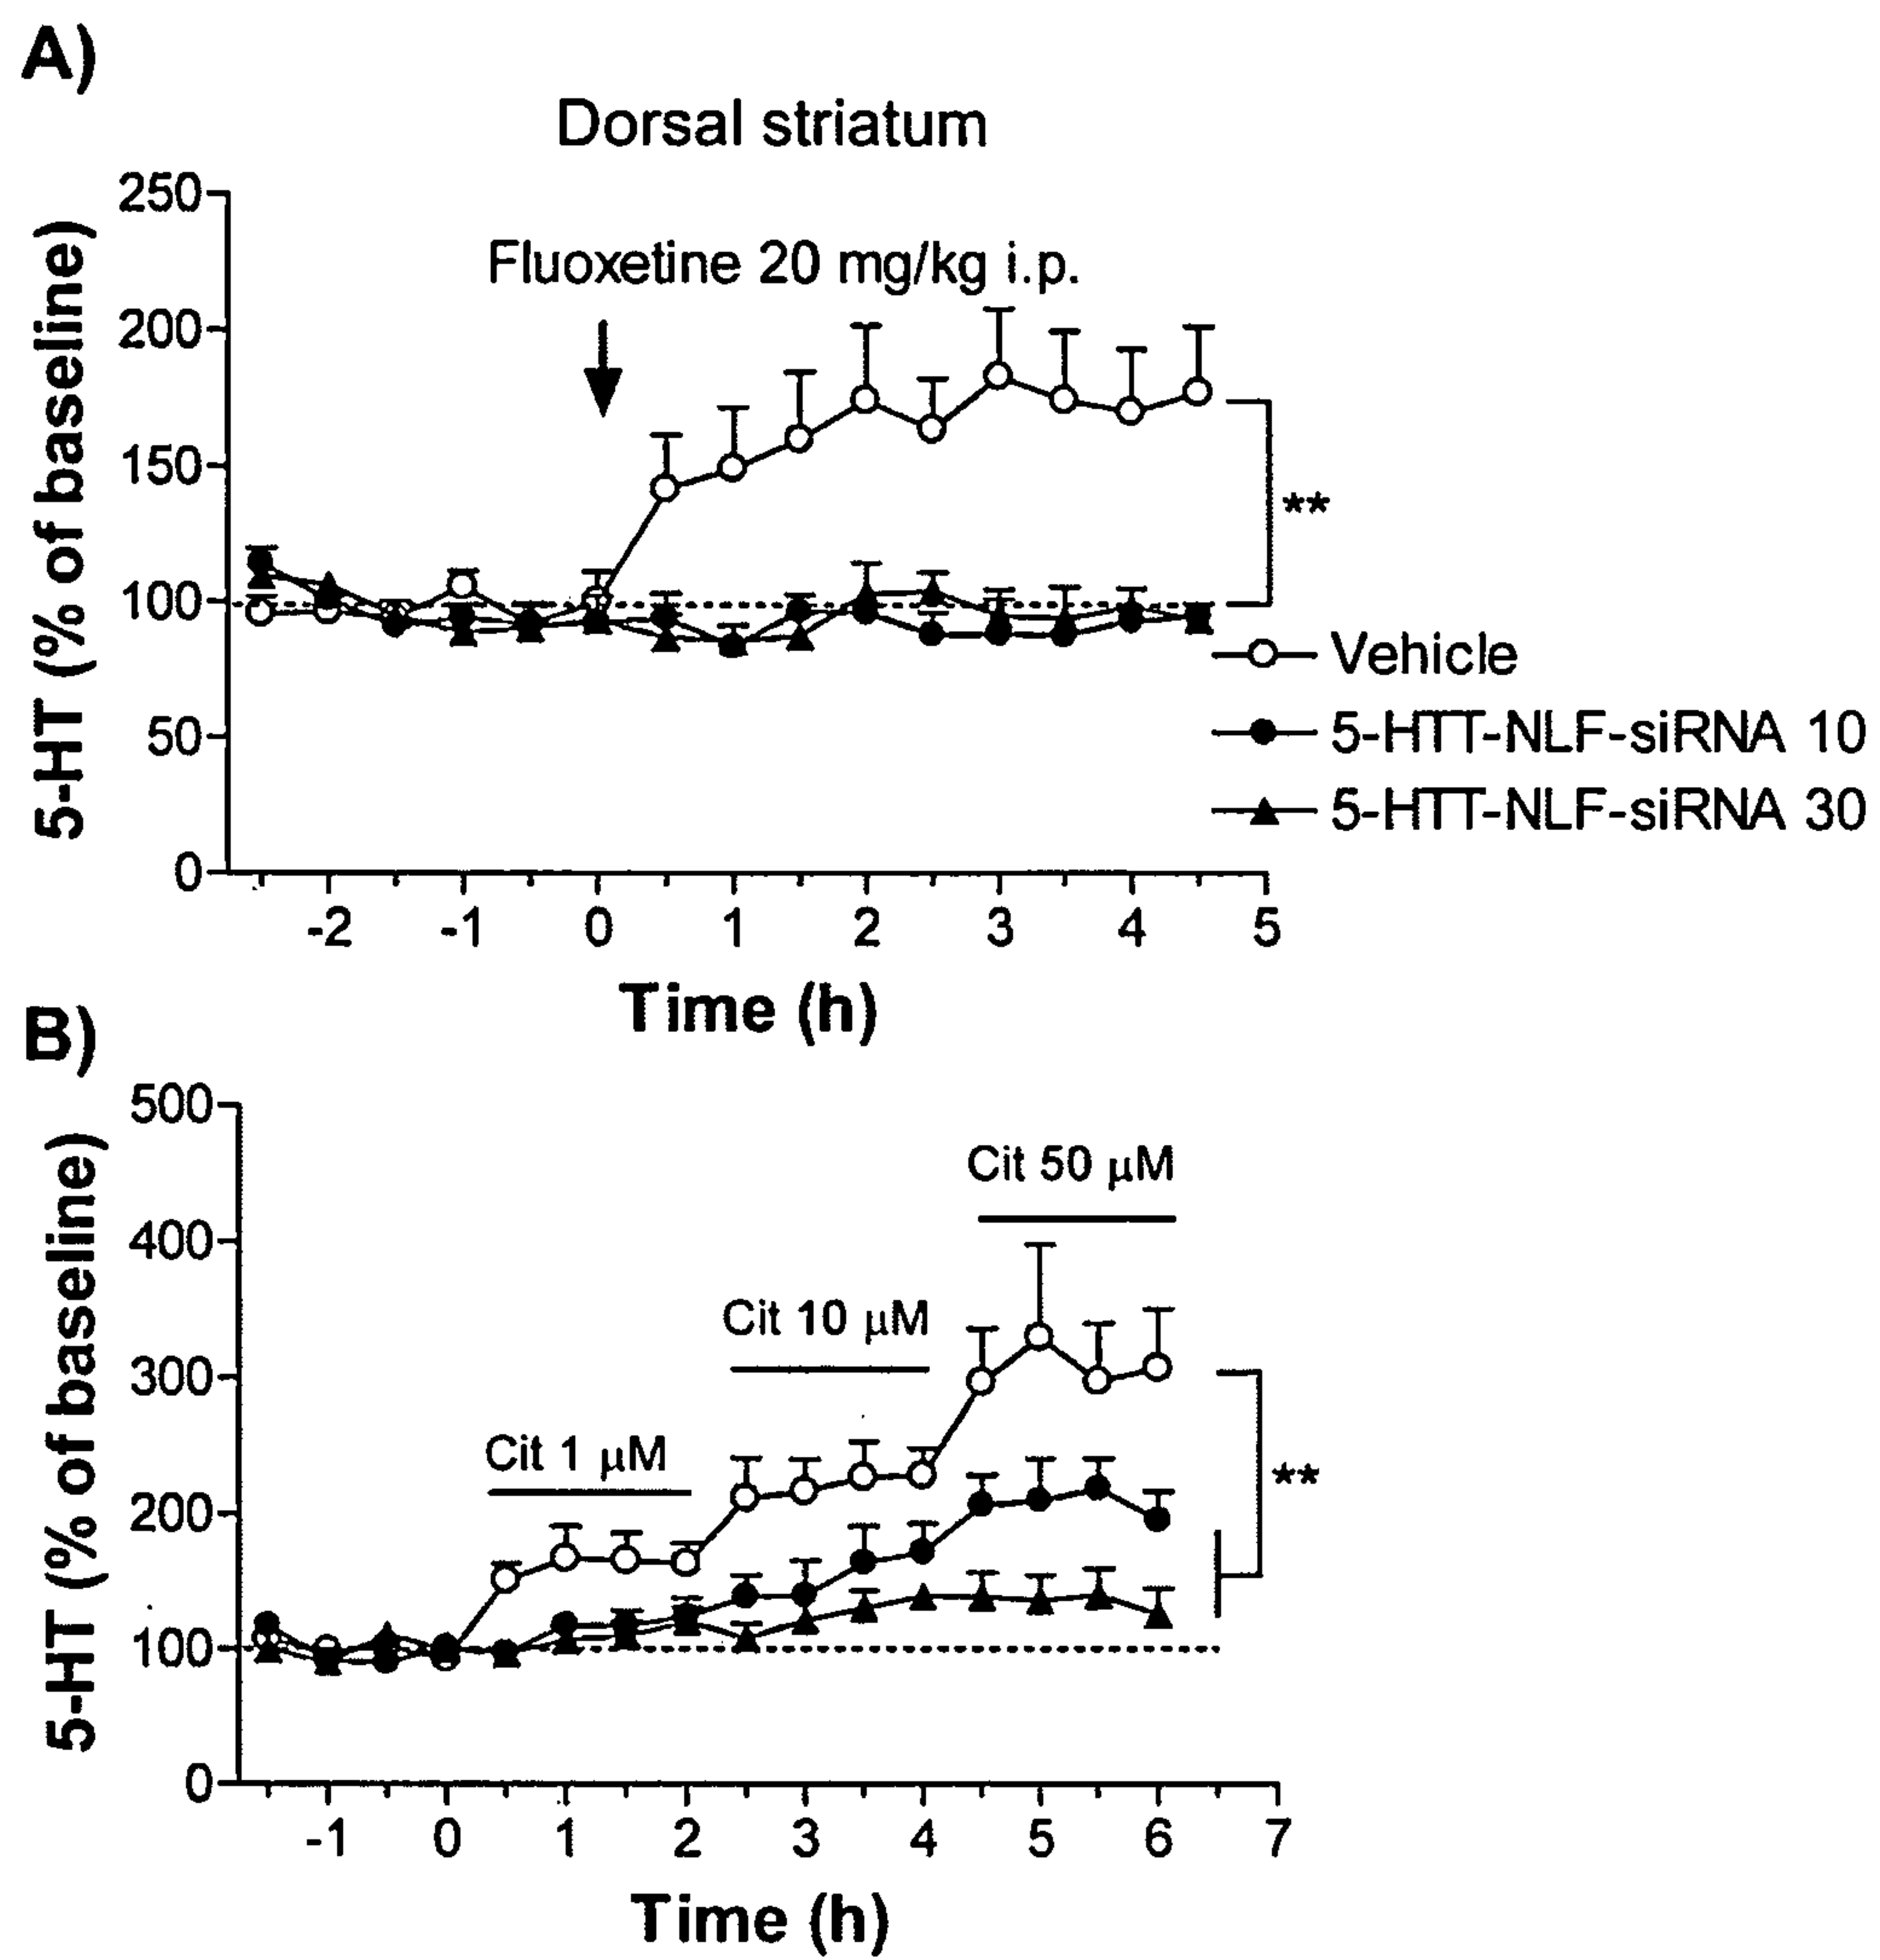 A)
Dorsal striatum
250
Fluoxetine 20 mg/kg i.p.
200
150
**
100
Vehicle
50
5-HTT-NLF-siRNA 10
5-HTT-NLF-siRNA 30
0
-2 -1 0 1 2 3 4 5
5-HT (% of baseline)
Time (h)
B)
500
Cit 50 μM
400
Cit 10 μM
300
Cit 1 μM
**
200
100
0
-1 0 1 2 3 4 5 6 7
5-HT (% of baseline)
Time (h)